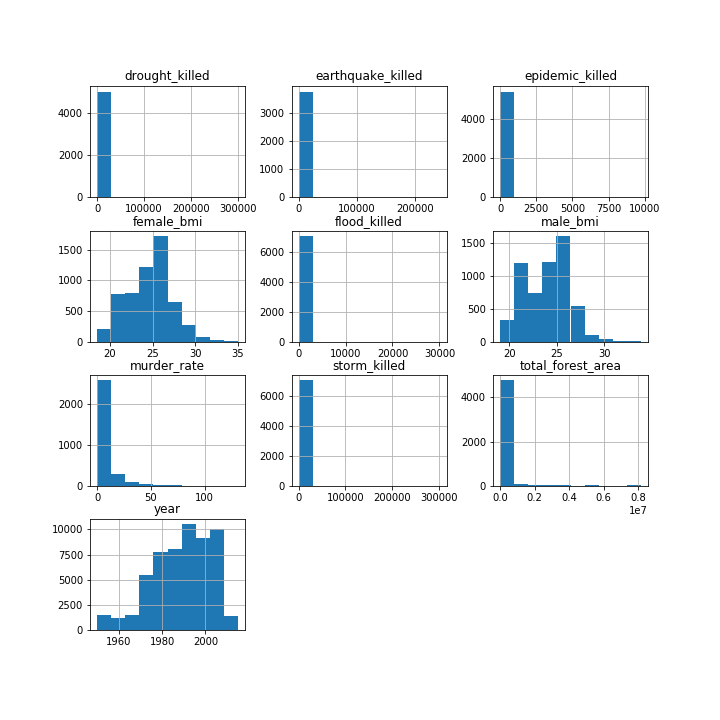 drought_killed earthquake_killed epidemic_killed
4000 3000 4000
2000 2000 2000
1000
0 0 0
0 100000 200000 300000 0 100000 200000 0 2500 5000 7500 10000
female_bmi flood_killed male_bmi
1500 6000 1500
1000 4000 1000
500 2000 500
0 0 0
20 25 30 35 0 10000 20000 30000 20 25 30
murder_rate storm_killed total_forest_area
2000 6000 4000
1000 4000 2000
2000
0 0 0
0 50 100 0 100000 200000 300000 0.0 0.2 0.4 0.6 0.8
1e7
year
10000
7500
5000
2500
0
1960 1980 2000